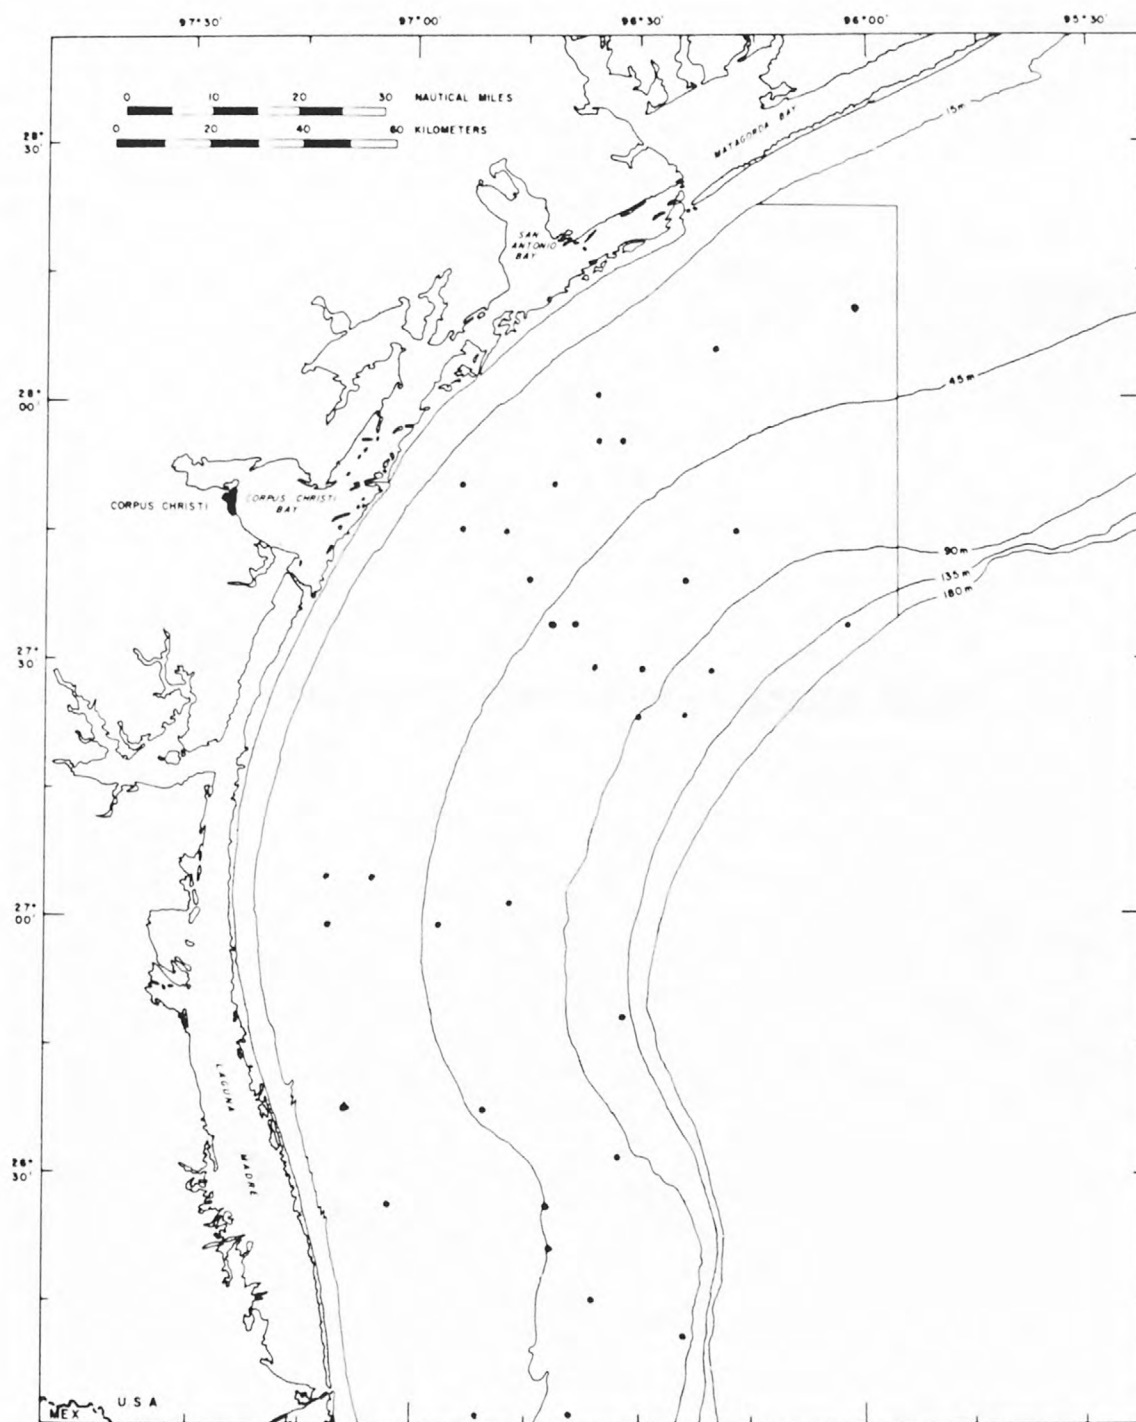 97°30'
97°00'
96°30'
96°00'
95°30'
0 10 20 30 NAUTICAL MILES
0 20 40 60 KILOMETERS
28°
30'
MATAGORDA BAY
15m
SAN
ANTONIO
BAY
45m
28°
00'
CORPUS CHRISTI
CORPUS CHRISTI
BAY
90m
135m
180m
27°
30'
27°
00'
LAGUNA
MADRE
26°
30'
USA
MEX